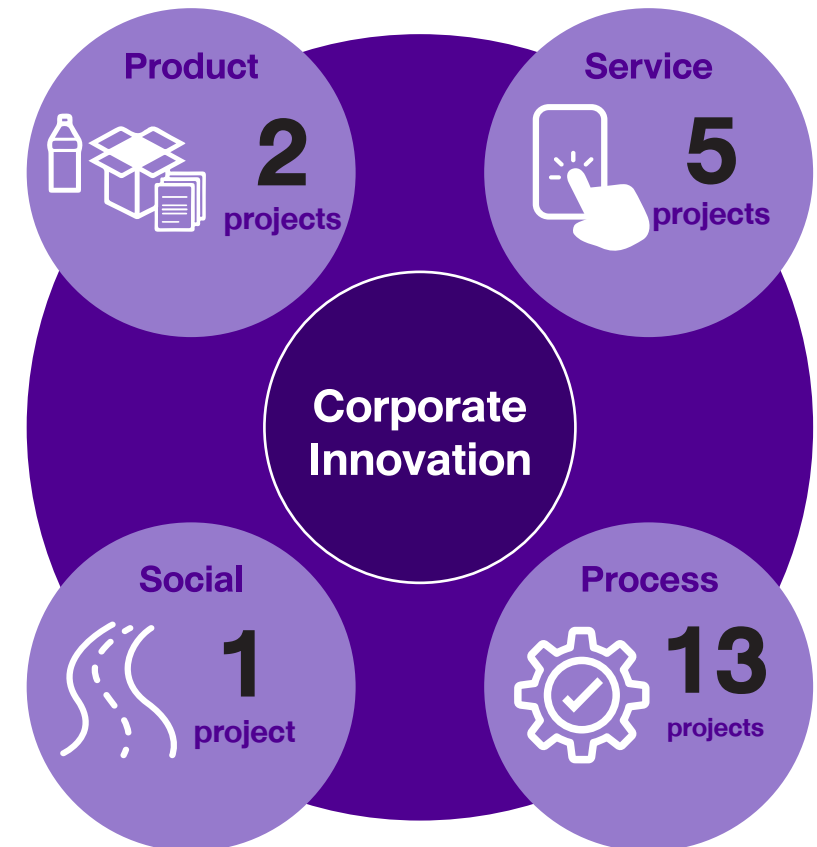 Product
2
projects
Service
5
projects
Corporate
Innovation
Social
1
project
Process
13
projects